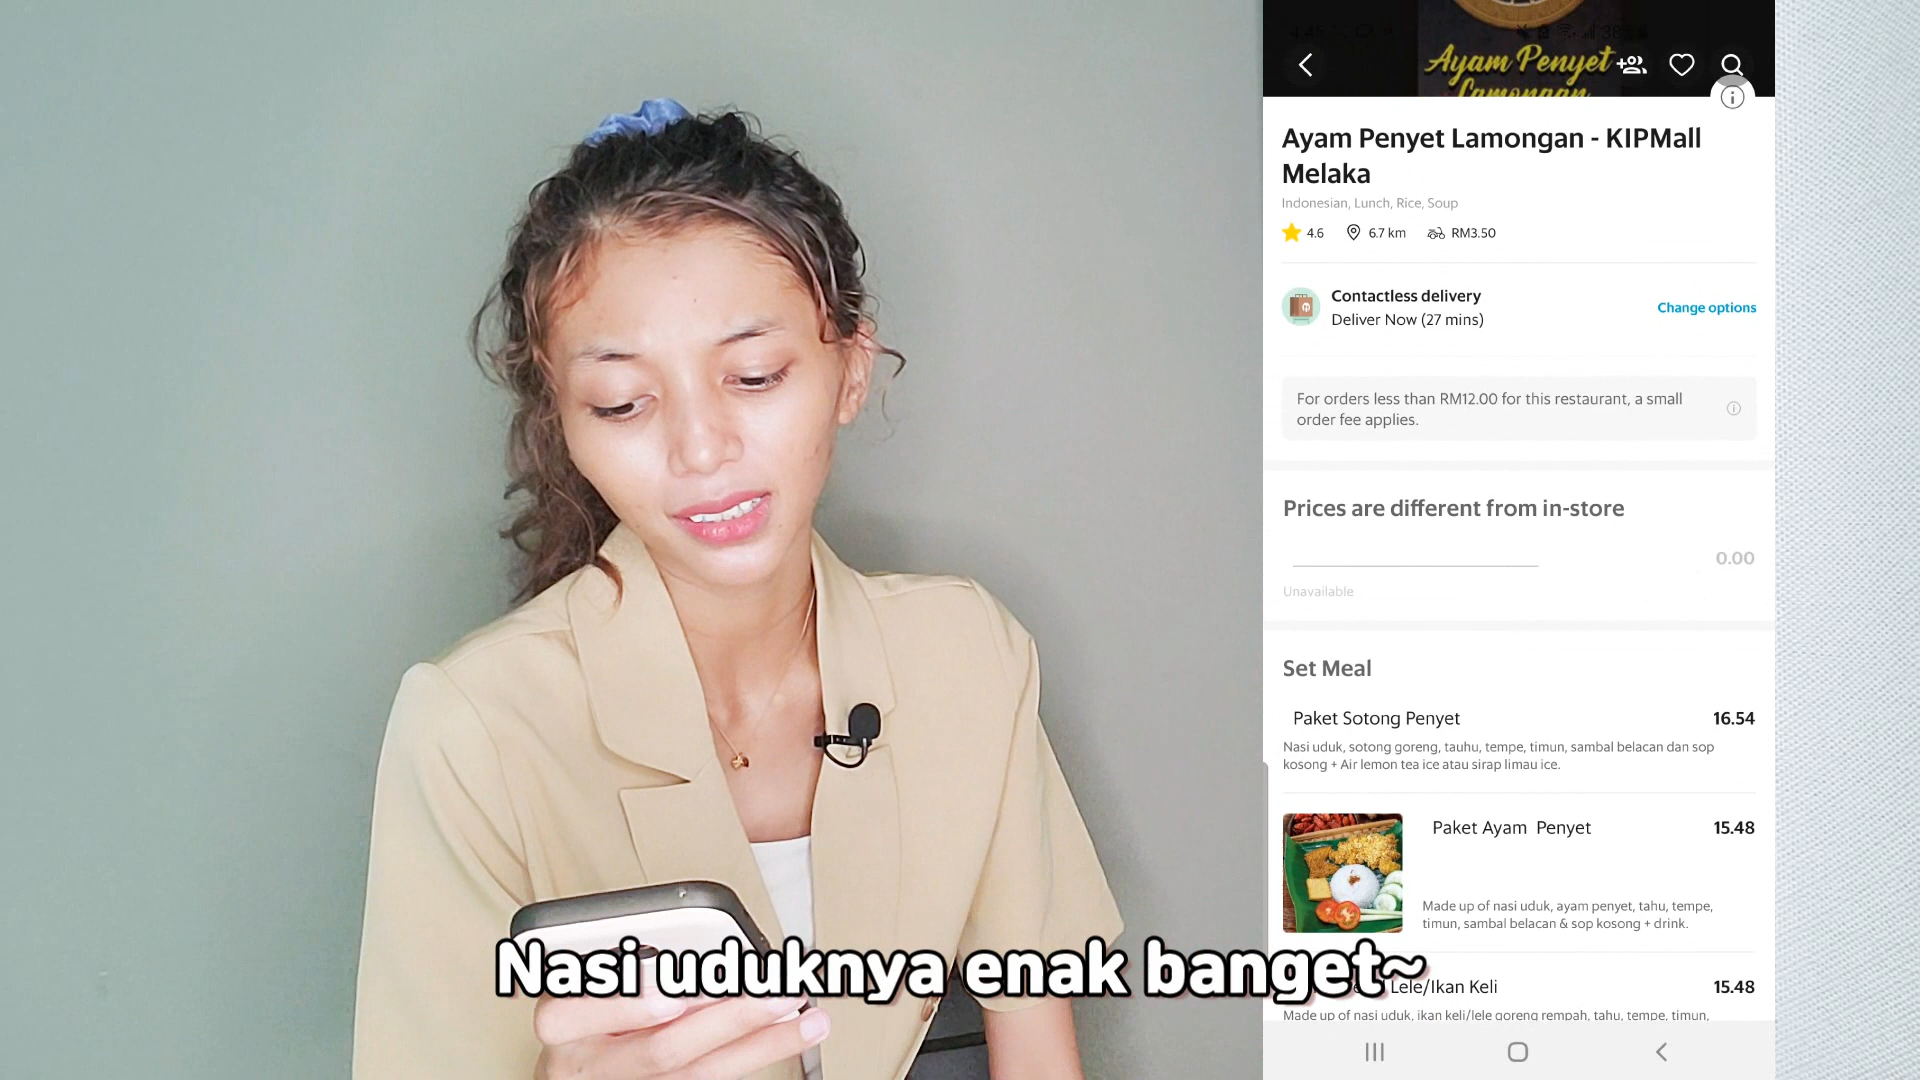 Ayam Penyet
Lamongan
Ayam Penyet Lamongan - KIPMall
Melaka
Indonesian, Lunch, Rice, Soup
4.6 6.7 km RM3.50
Contactless delivery
Deliver Now (27 mins)
Change options
For orders less than RM12.00 for this restaurant, a small
order fee applies.
Prices are different from in-store
0.00
Unavailable
Set Meal
Paket Sotong Penyet 16.54
Nasi uduk, sotong goreng, tauhu, tempe, timun, sambal belacan dan sop
kosong + Air lemon tea ice atau sirap limau ice.
Paket Ayam Penyet 15.48
Made up of nasi uduk, ayam penyet, tahu, tempe,
timun, sambal belacan & sop kosong + drink.
Lele/Ikan Keli 15.48
Made up of nasi uduk, ikan keli/lele goreng rempah, tahu, tempe, timun,
Nasi uduknya enak banget~